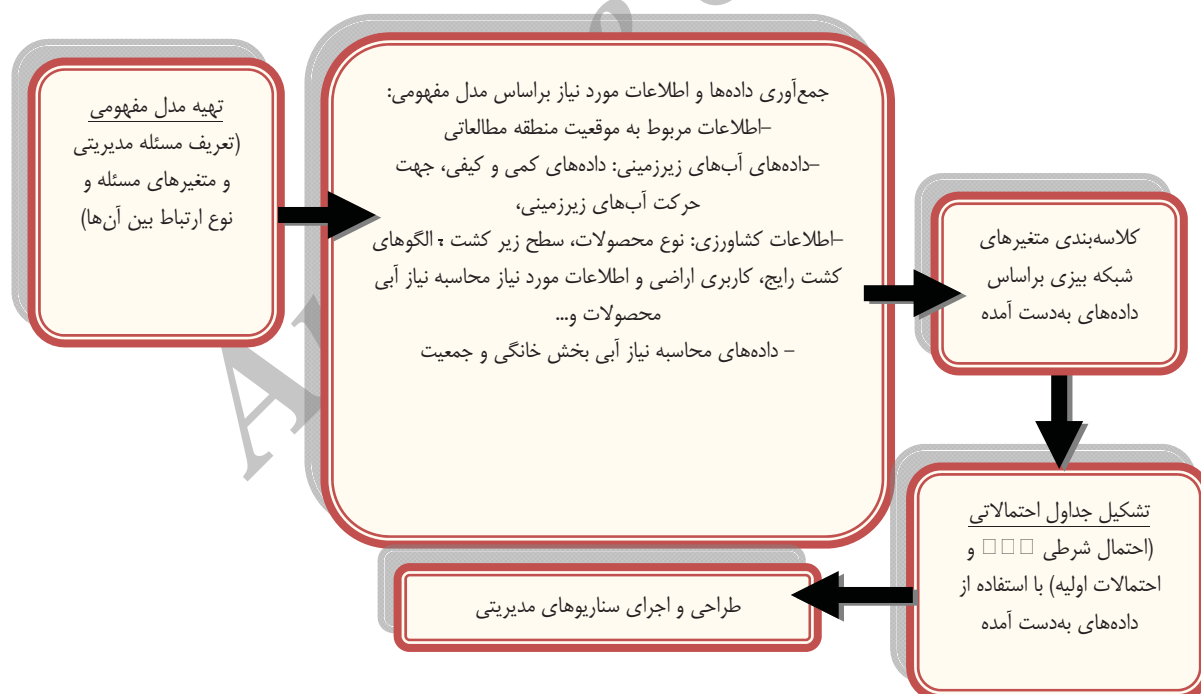 تهیه مدل مفهومی
(تعریف مسئله مدیریتی
و متغیرهای مسئله و
نوع ارتباط بین آن‌ها)
جمع‌آوری داده‌ها و اطلاعات مورد نیاز براساس مدل مفهومی:
–اطلاعات مربوط به موقعیت منطقه مطالعاتی
–داده‌های آب‌های زیرزمینی: داده‌های کمی و کیفی، جهت
حرکت آب‌های زیرزمینی،
–اطلاعات کشاورزی: نوع محصولات، سطح زیر کشت ، الگوهای
کشت رایج، کاربری اراضی و اطلاعات مورد نیاز محاسبه نیاز آبی
محصولات و...
– داده‌های محاسبه نیاز آبی بخش خانگی و جمعیت
کلاسه‌بندی متغیرهای
شبکه بیزی براساس
داده‌های به‌دست آمده
تشکیل جداول احتمالاتی
(احتمال شرطی □□□ و
احتمالات اولیه) با استفاده از
داده‌های به‌دست آمده
طراحی و اجرای سناریوهای مدیریتی